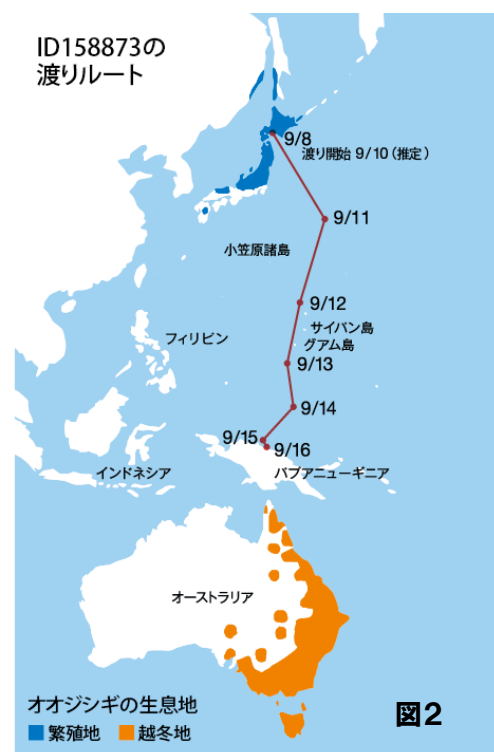 ID158873の
渡りルート
9/8
渡り開始 9/10（推定）
9/11
小笠原諸島
9/12
サイパン島
グアム島
フィリピン
9/13
9/14
9/15
9/16
インドネシア
パプアニューギニア
オーストラリア
オオジシギの生息地
繁殖地 越冬地
図2